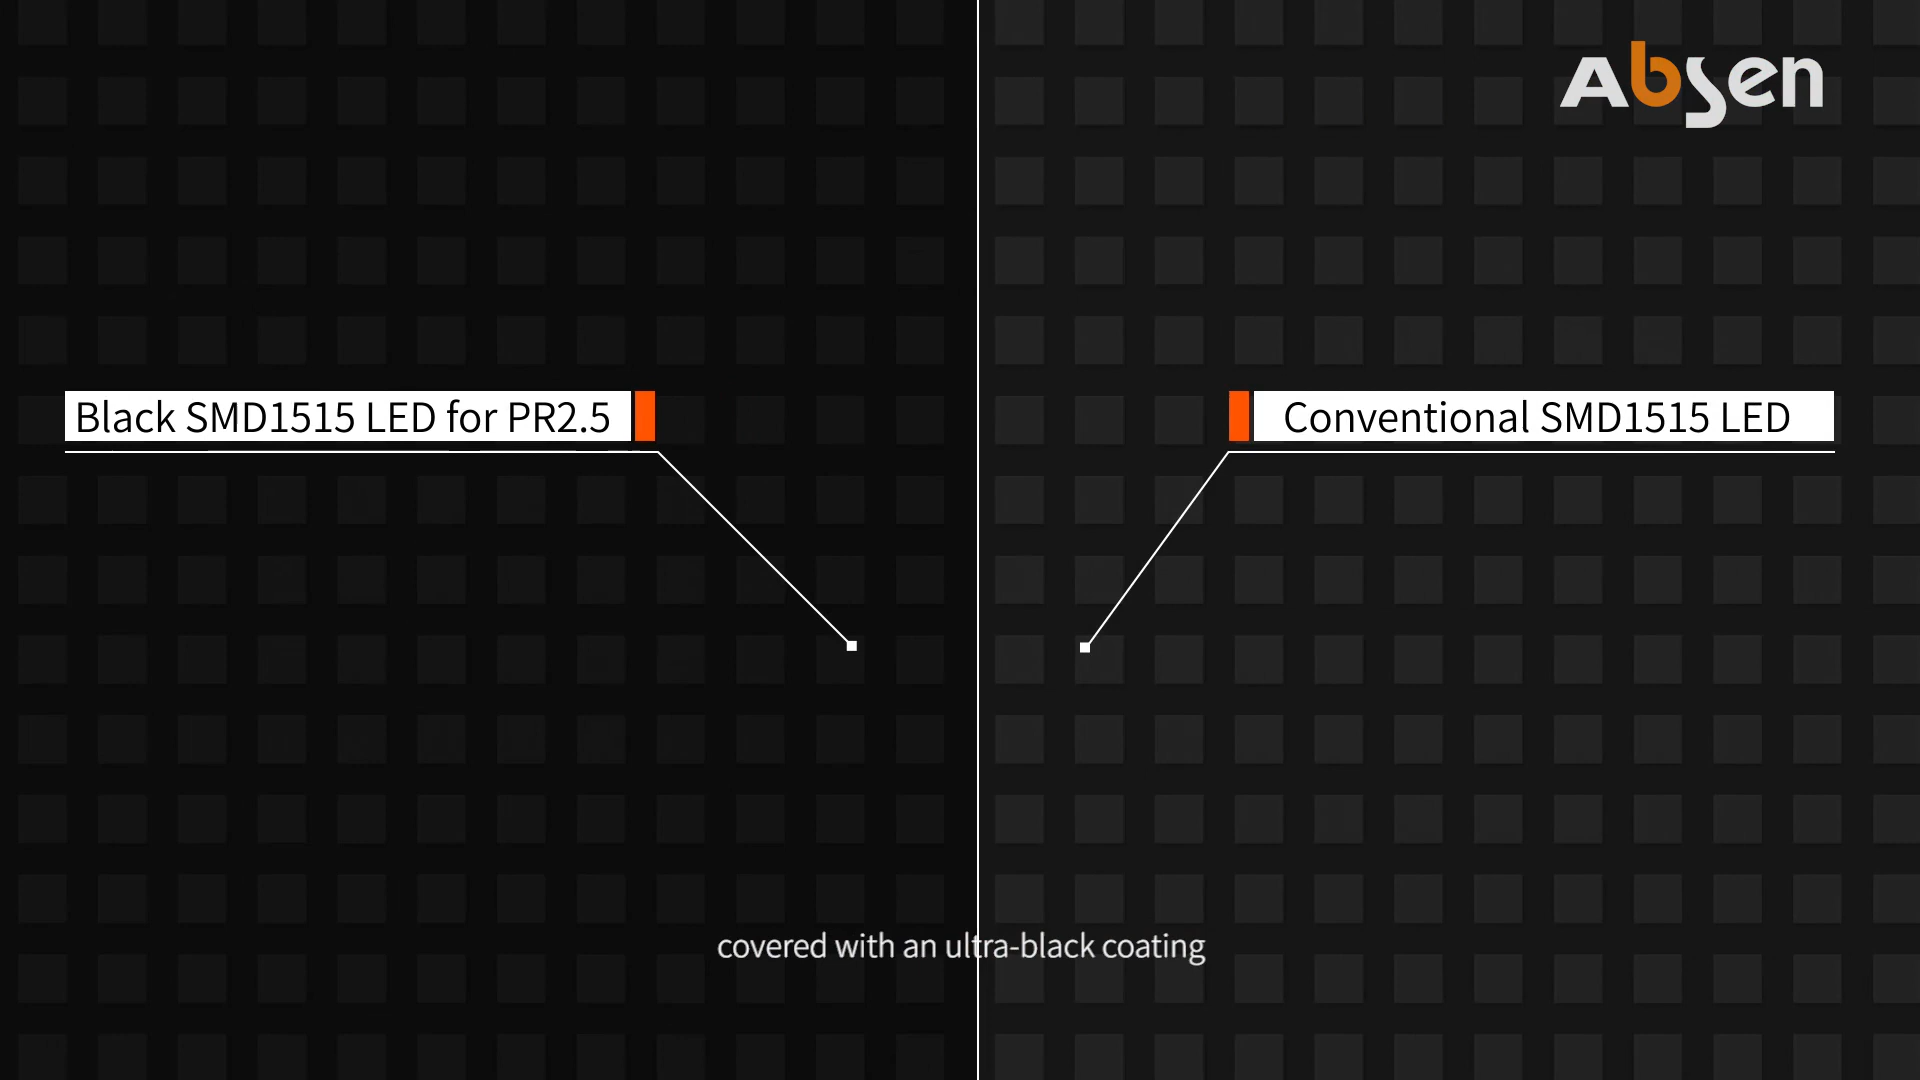 Absen
Black SMD1515 LED for PR2.5
Conventional SMD1515 LED
covered with an ultra-black coating